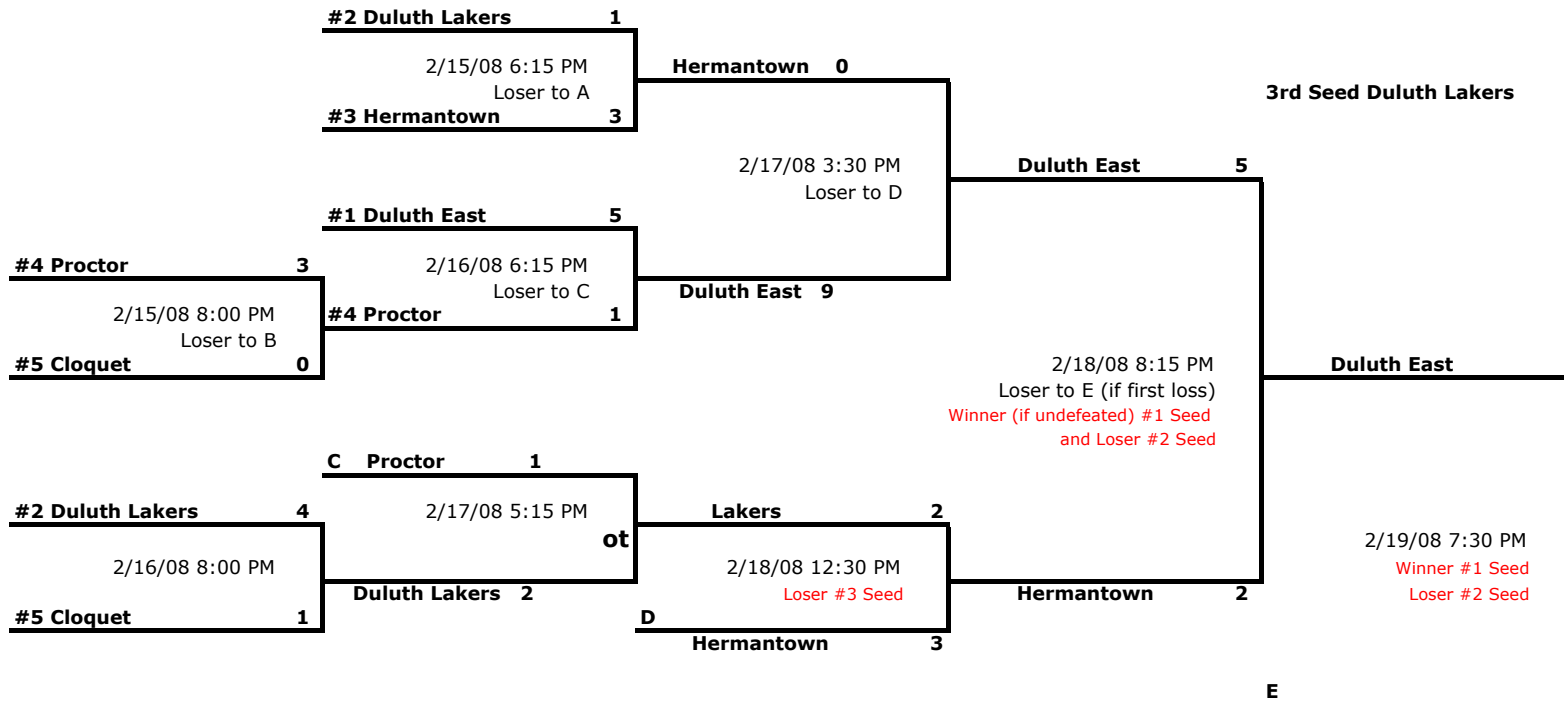 #2 Duluth Lakers 1
2/15/08 6:15 PM
Loser to A
#3 Hermantown 3
Hermantown 0
3rd Seed Duluth Lakers
2/17/08 3:30 PM
Loser to D
Duluth East 5
#1 Duluth East 5
#4 Proctor 3
2/16/08 6:15 PM
Loser to C
Duluth East 9
2/15/08 8:00 PM
Loser to B
#4 Proctor 1
#5 Cloquet 0
2/18/08 8:15 PM
Loser to E (if first loss)
Winner (if undefeated) #1 Seed
and Loser #2 Seed
Duluth East
C Proctor 1
#2 Duluth Lakers 4
2/17/08 5:15 PM
ot
Lakers 2
2/16/08 8:00 PM
2/18/08 12:30 PM
Loser #3 Seed
2/19/08 7:30 PM
Winner #1 Seed
Loser #2 Seed
Duluth Lakers 2
Hermantown 2
#5 Cloquet 1
D
Hermantown 3
E